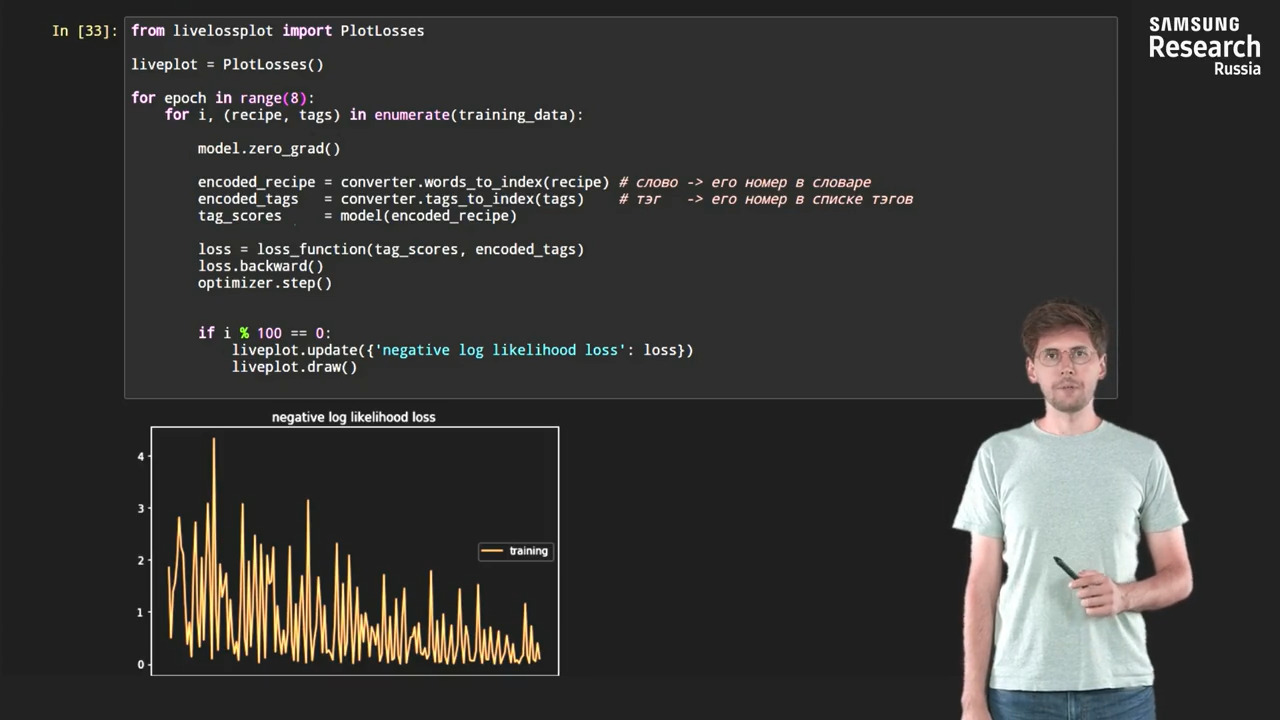 In [33]:
from livelossplot import PlotLosses
liveplot = PlotLosses()
for epoch in range(8):
for i, (recipe, tags) in enumerate(training_data):
model.zero_grad()
encoded_recipe = converter.words_to_index(recipe) # слово -> его номер в словаре
encoded_tags = converter.tags_to_index(tags) # тэг -> его номер в списке тэгов
tag_scores = model(encoded_recipe)
loss = loss_function(tag_scores, encoded_tags)
loss.backward()
optimizer.step()
if i % 100 == 0:
liveplot.update({'negative log likelihood loss': loss})
liveplot.draw()
SAMSUNG
Research
Russia
negative log likelihood loss
4
3
2
1
0
training